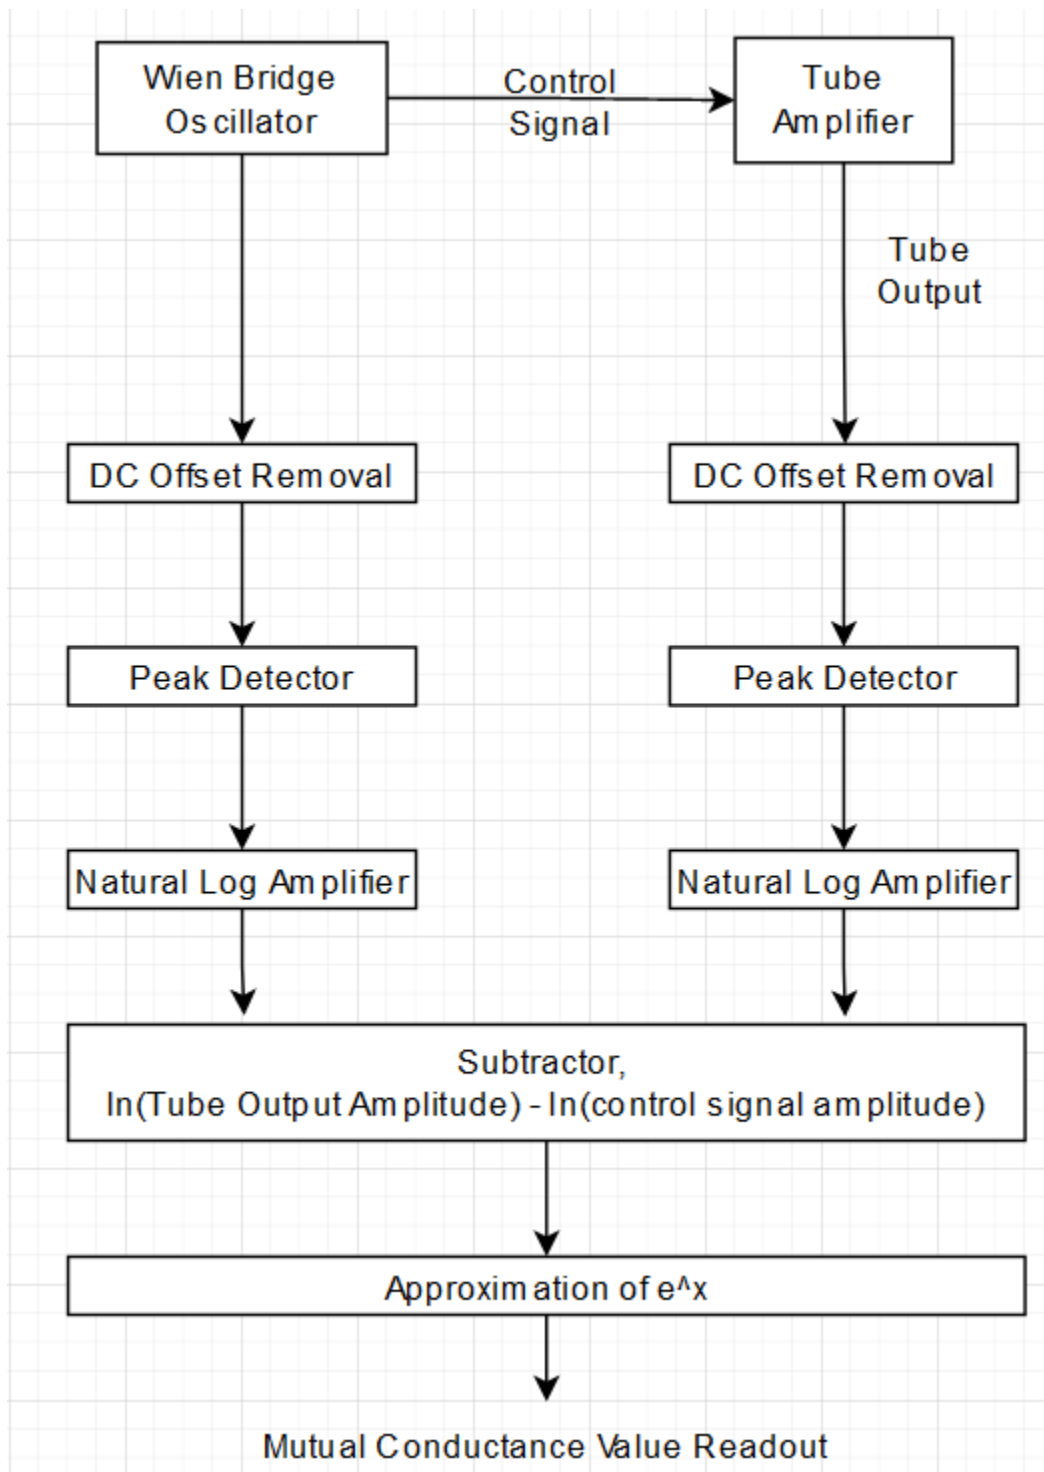 Wien Bridge
Oscillator
Control
Signal
Tube
Amplifier
Tube
Output
DC Offset Removal
DC Offset Removal
Peak Detector
Peak Detector
Natural Log Amplifier
Natural Log Amplifier
Subtractor,
ln(Tube Output Amplitude) - ln(control signal amplitude)
Approximation of e^x
Mutual Conductance Value Readout